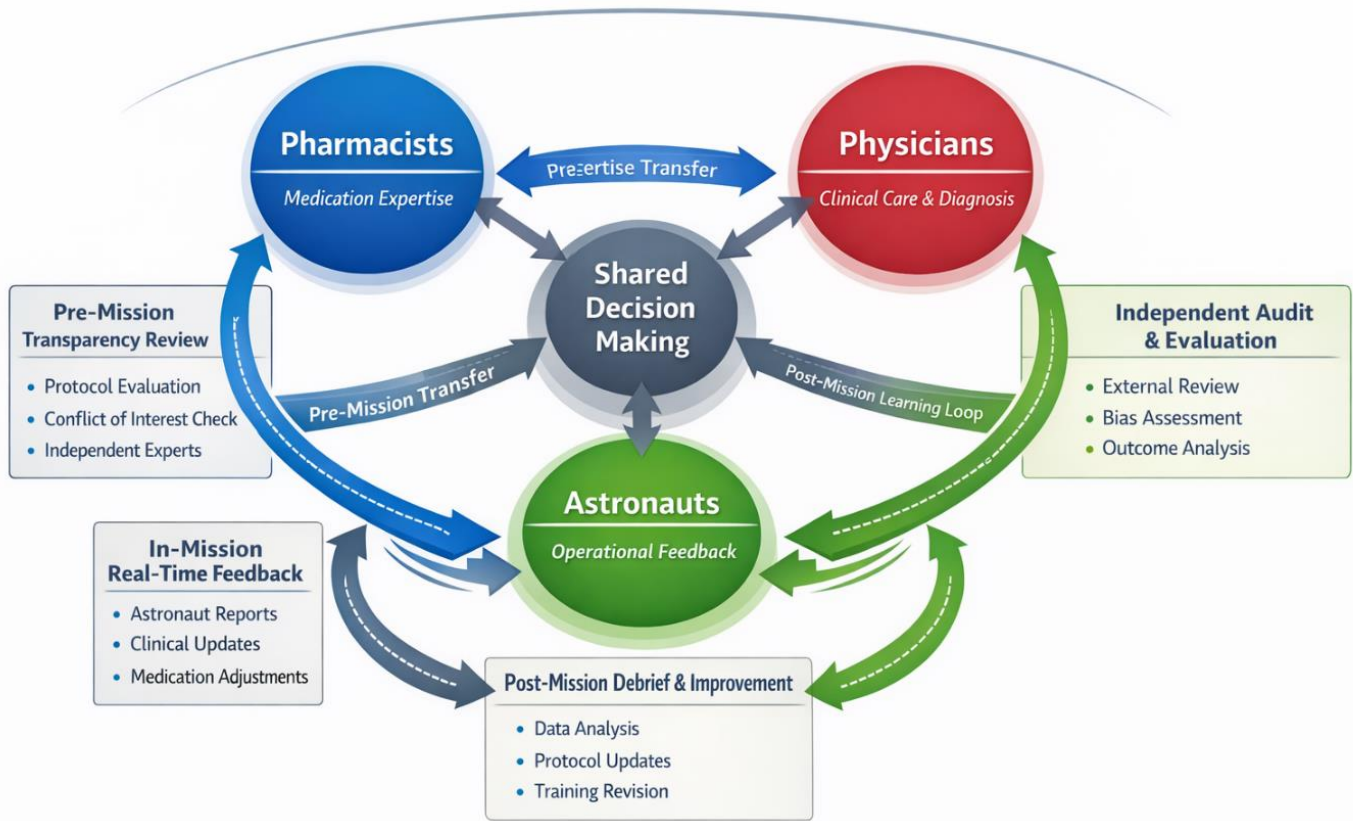 Pharmacists
Medication Expertise
Physicians
Clinical Care & Diagnosis
Transfer
Shared
Decision
Making
Pre-Mission
Transparency Review
• Protocol Evaluation
• Conflict of Interest Check
• Independent Experts
Pre-Mission Transfer
Post-Mission Learning Loop
Independent Audit
& Evaluation
• External Review
• Bias Assessment
• Outcome Analysis
Astronauts
Operational Feedback
In-Mission
Real-Time Feedback
• Astronaut Reports
• Clinical Updates
• Medication Adjustments
Post-Mission Debrief & Improvement
• Data Analysis
• Protocol Updates
• Training Revision